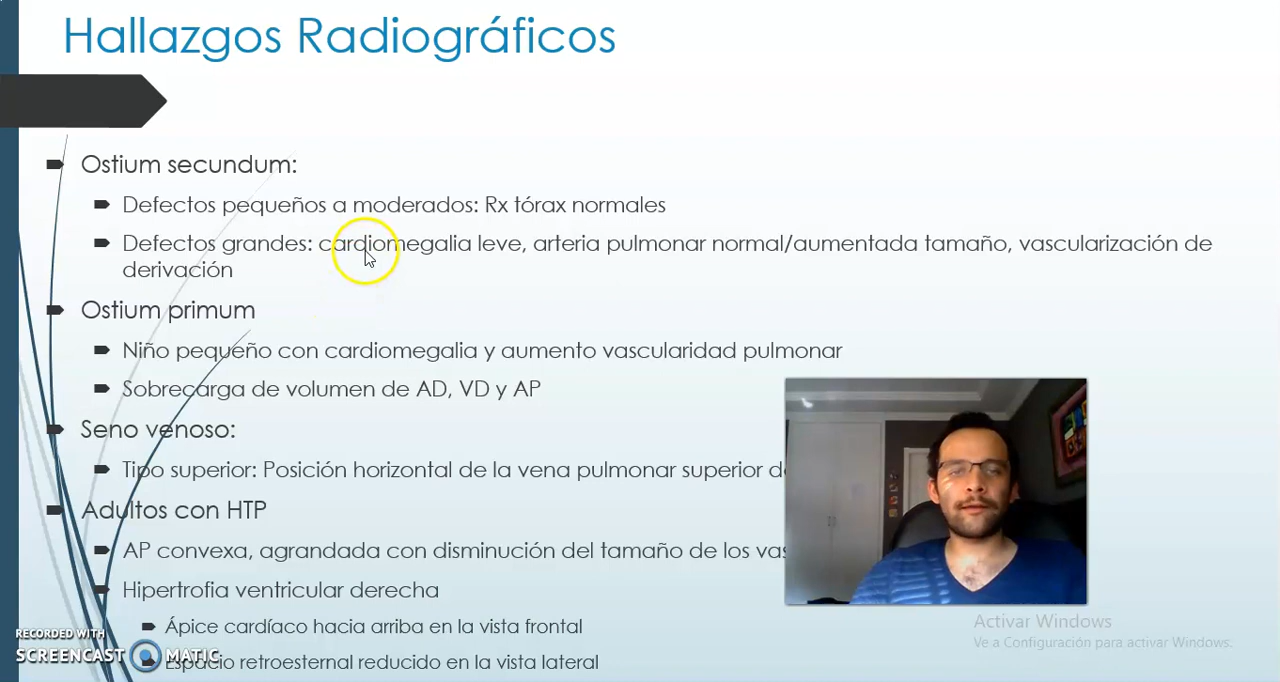 Hallazgos Radiográficos
Ostium secundum:
Defectos pequeños a moderados: Rx tórax normales
Defectos grandes: cardiomegalia leve, arteria pulmonar normal/aumentada tamaño, vascularización de
derivación
Ostium primum
Niño pequeño con cardiomegalia y aumento vascularidad pulmonar
Sobrecarga de volumen de AD, VD y AP
Seno venoso:
Tipo superior: Posición horizontal de la vena pulmonar superior
Adultos con HTP
AP convexa, agrandada con disminución del tamaño de los
Hipertrofia ventricular derecha
Ápice cardíaco hacia arriba en la vista frontal
Espacio retroesternal reducido en la vista lateral
Activar Windows
Ve a Configuración para activar Windows.
RECORDED WITH
SCREENCAST MATIC